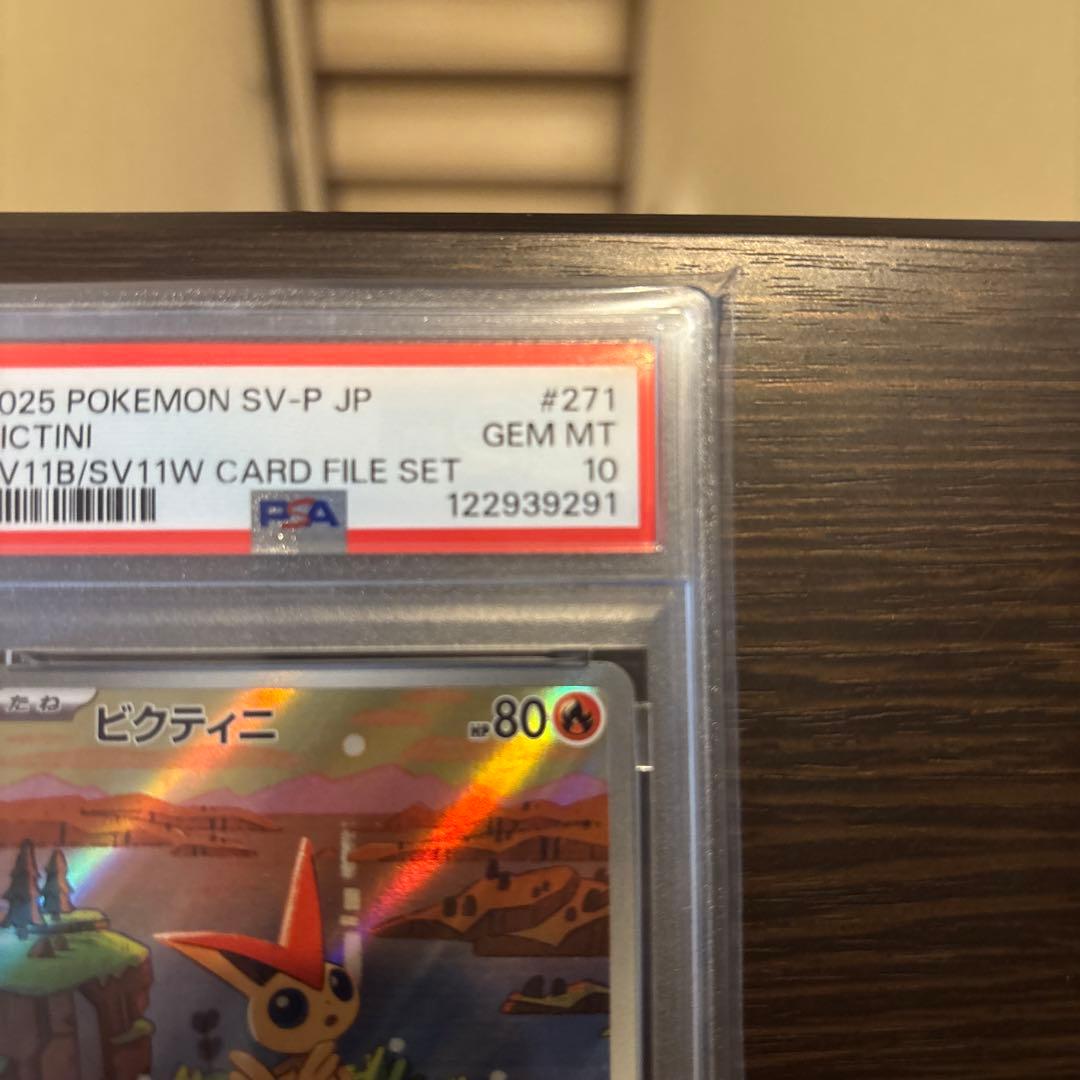 025 POKEMON SV-P JP #271
ICTINI GEM MT
V11B/SV11W CARD FILE SET 10
PSA 122939291
たね ビクティニ HP80